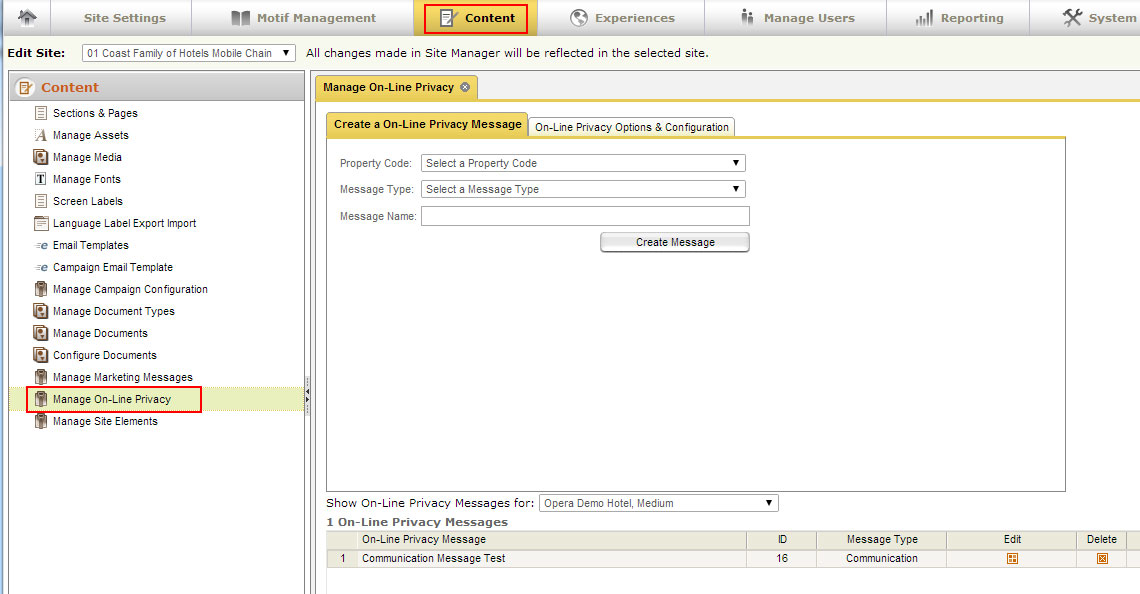 Site Settings Motif Management Content Experiences Manage Users Reporting System
Edit Site: 01 Coast Family of Hotels Mobile Chain All changes made in Site Manager will be reflected in the selected site.
Content
Sections & Pages
Manage Assets
Manage Media
Manage Fonts
Screen Labels
Language Label Export Import
Email Templates
Campaign Email Template
Manage Campaign Configuration
Manage Document Types
Manage Documents
Configure Documents
Manage Marketing Messages
Manage On-Line Privacy
Manage Site Elements
Manage On-Line Privacy
Create a On-Line Privacy Message On-Line Privacy Options & Configuration
Property Code: Select a Property Code
Message Type: Select a Message Type
Message Name:
Create Message
Show On-Line Privacy Messages for: Opera Demo Hotel, Medium
1 On-Line Privacy Messages
On-Line Privacy Message ID Message Type Edit Delete
1 Communication Message Test 16 Communication